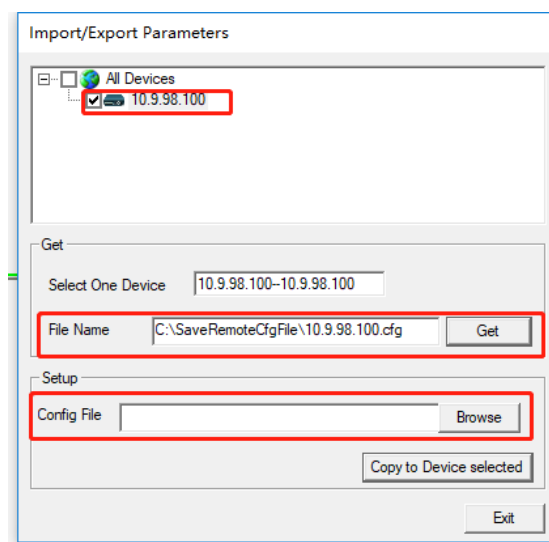 Import/Export Parameters
All Devices
10.9.98.100
Get
Select One Device 10.9.98.100--10.9.98.100
File Name C:\SaveRemoteCfgFile\10.9.98.100.cfg Get
Setup
Config File Browse
Copy to Device selected
Exit